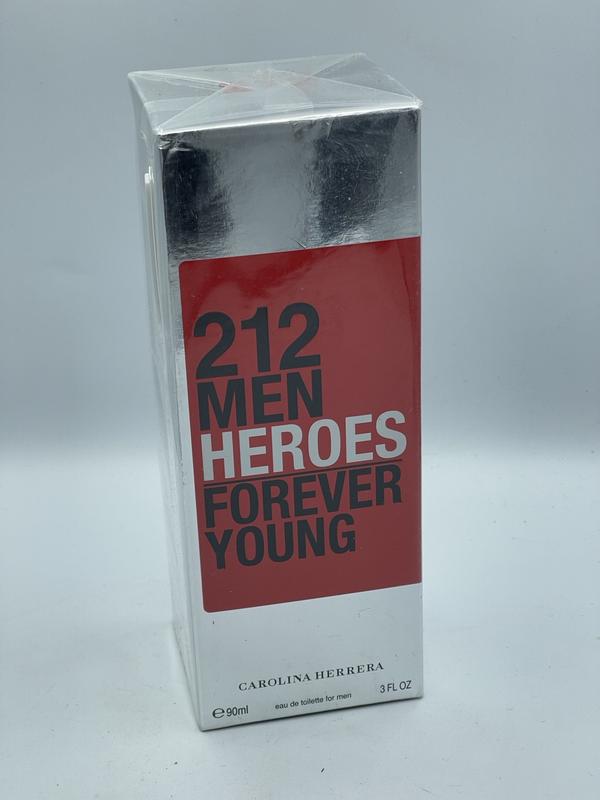 212
MEN
HEROES
FOREVER
YOUNG
CAROLINA HERRERA
℮ 90ml eau de toilette for men 3 FL OZ